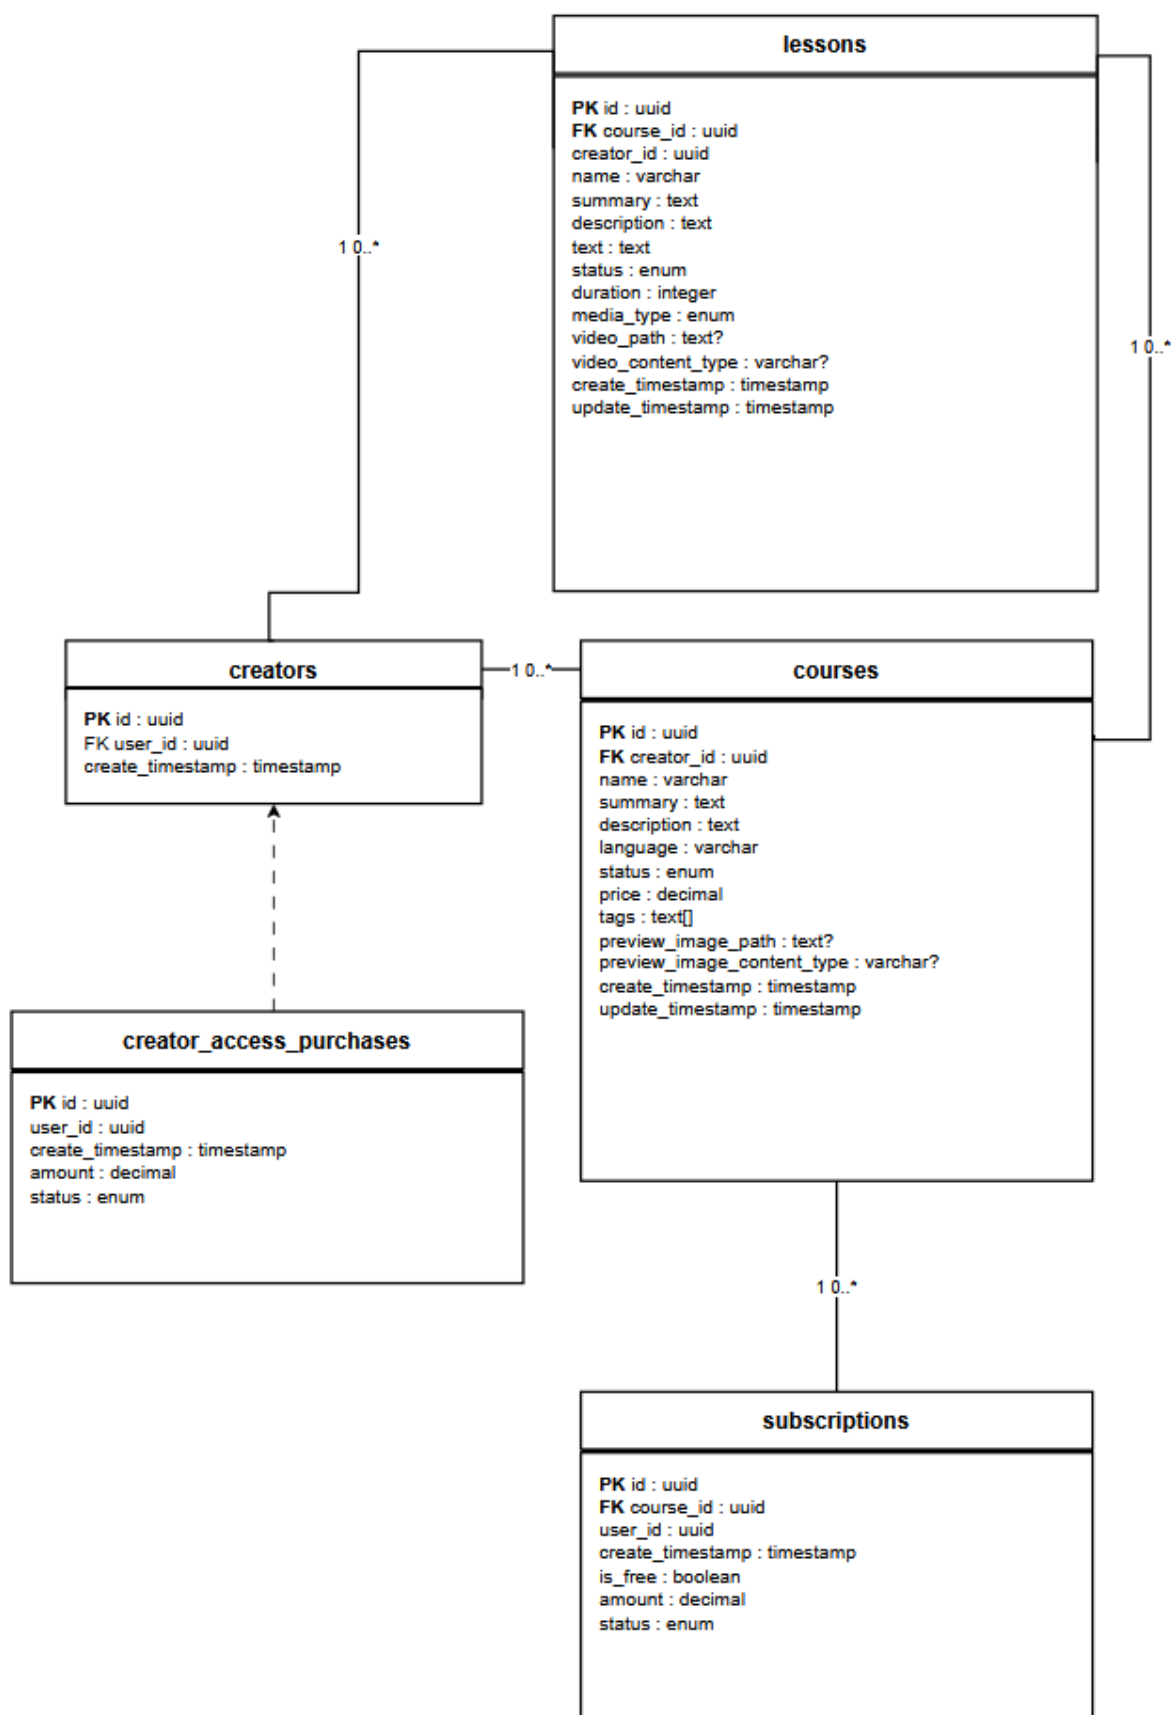 lessons
PK id : uuid
FK course_id : uuid
creator_id : uuid
name : varchar
summary : text
description : text
text : text
status : enum
duration : integer
media_type : enum
video_path : text?
video_content_type : varchar?
create_timestamp : timestamp
update_timestamp : timestamp
1 0..*
1 0..*
creators
PK id : uuid
FK user_id : uuid
create_timestamp : timestamp
1 0..*
courses
PK id : uuid
FK creator_id : uuid
name : varchar
summary : text
description : text
language : varchar
status : enum
price : decimal
tags : text[]
preview_image_path : text?
preview_image_content_type : varchar?
create_timestamp : timestamp
update_timestamp : timestamp
creator_access_purchases
PK id : uuid
user_id : uuid
create_timestamp : timestamp
amount : decimal
status : enum
1 0..*
subscriptions
PK id : uuid
FK course_id : uuid
user_id : uuid
create_timestamp : timestamp
is_free : boolean
amount : decimal
status : enum